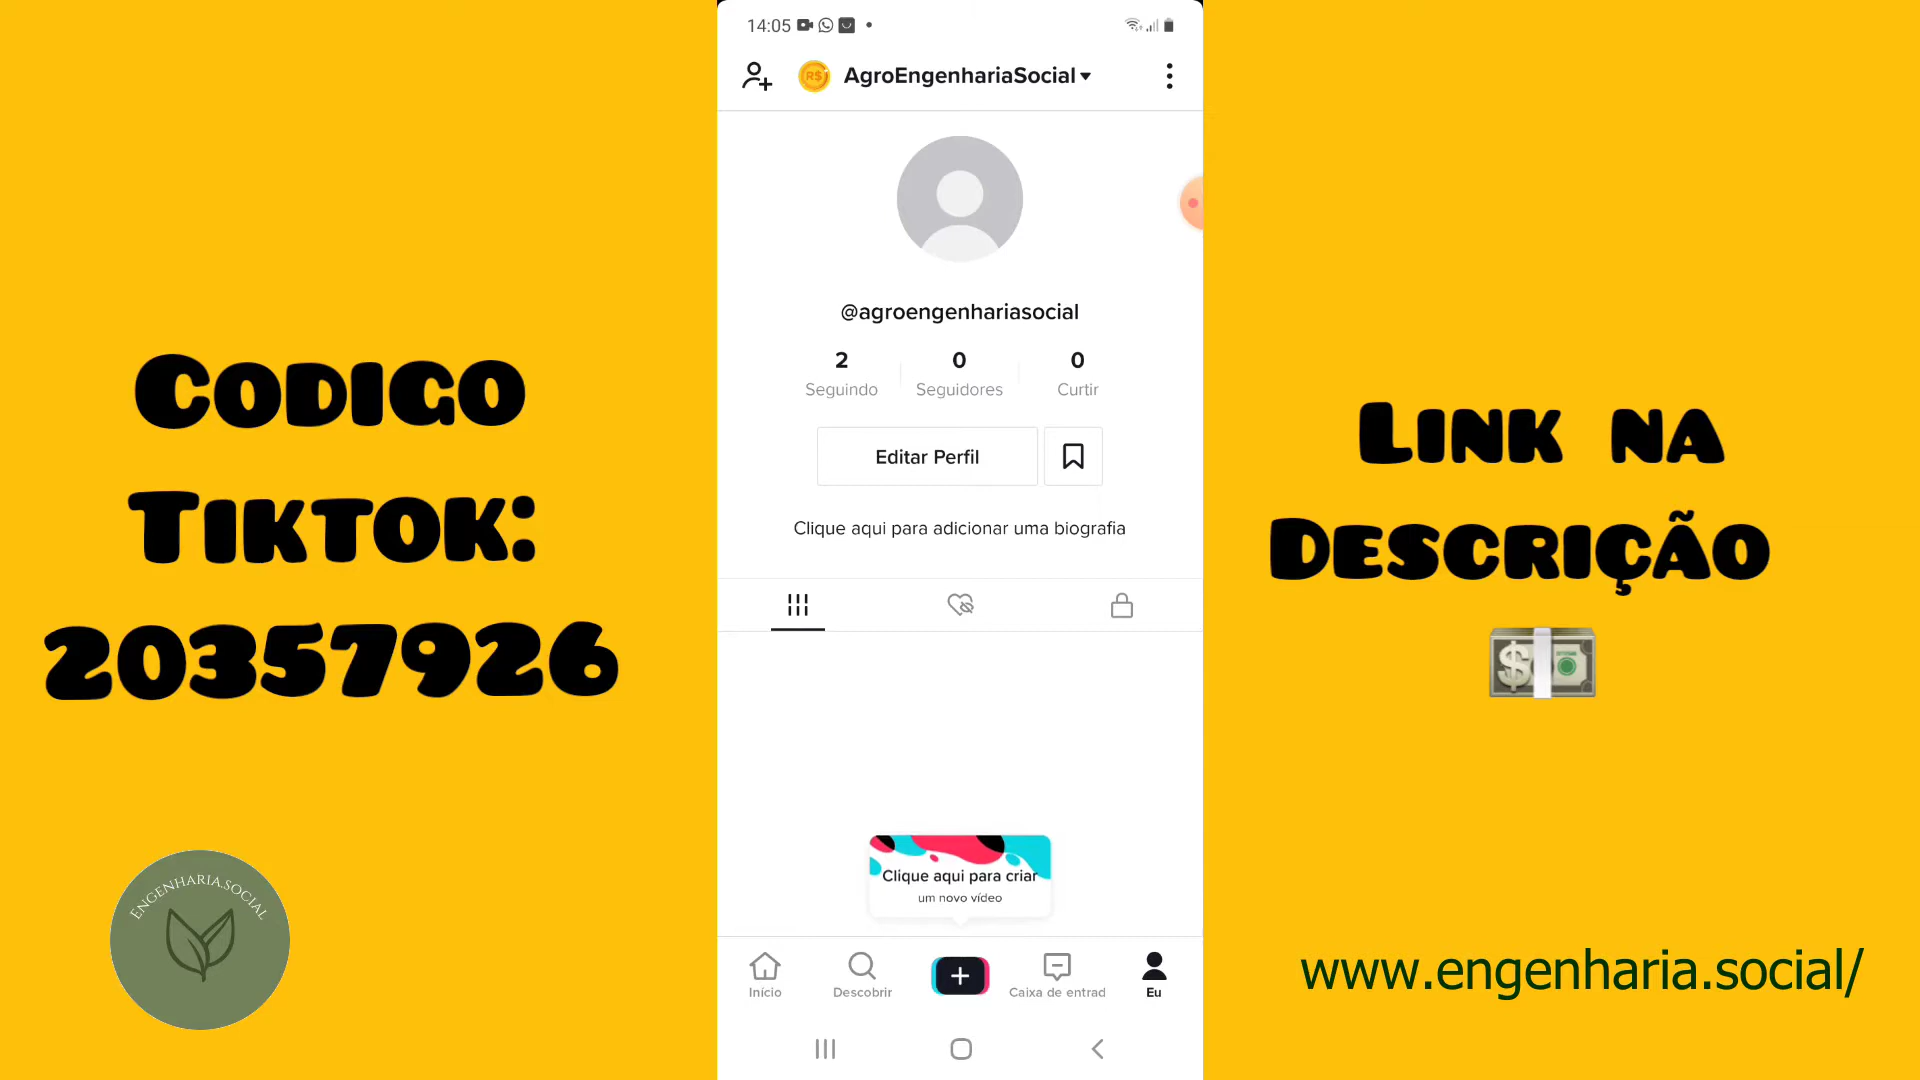 14:05
R$ AgroEngenhariaSocial
@agroengenhariasocial
2 0 0
Seguindo Seguidores Curtir
Editar Perfil
Clique aqui para adicionar uma biografia
Clique aqui para criar
um novo vídeo
Início Descobrir Caixa de entrad Eu
Codigo
Tiktok:
20357926
Link na
Descrição
Engenharia.social
www.engenharia.social/